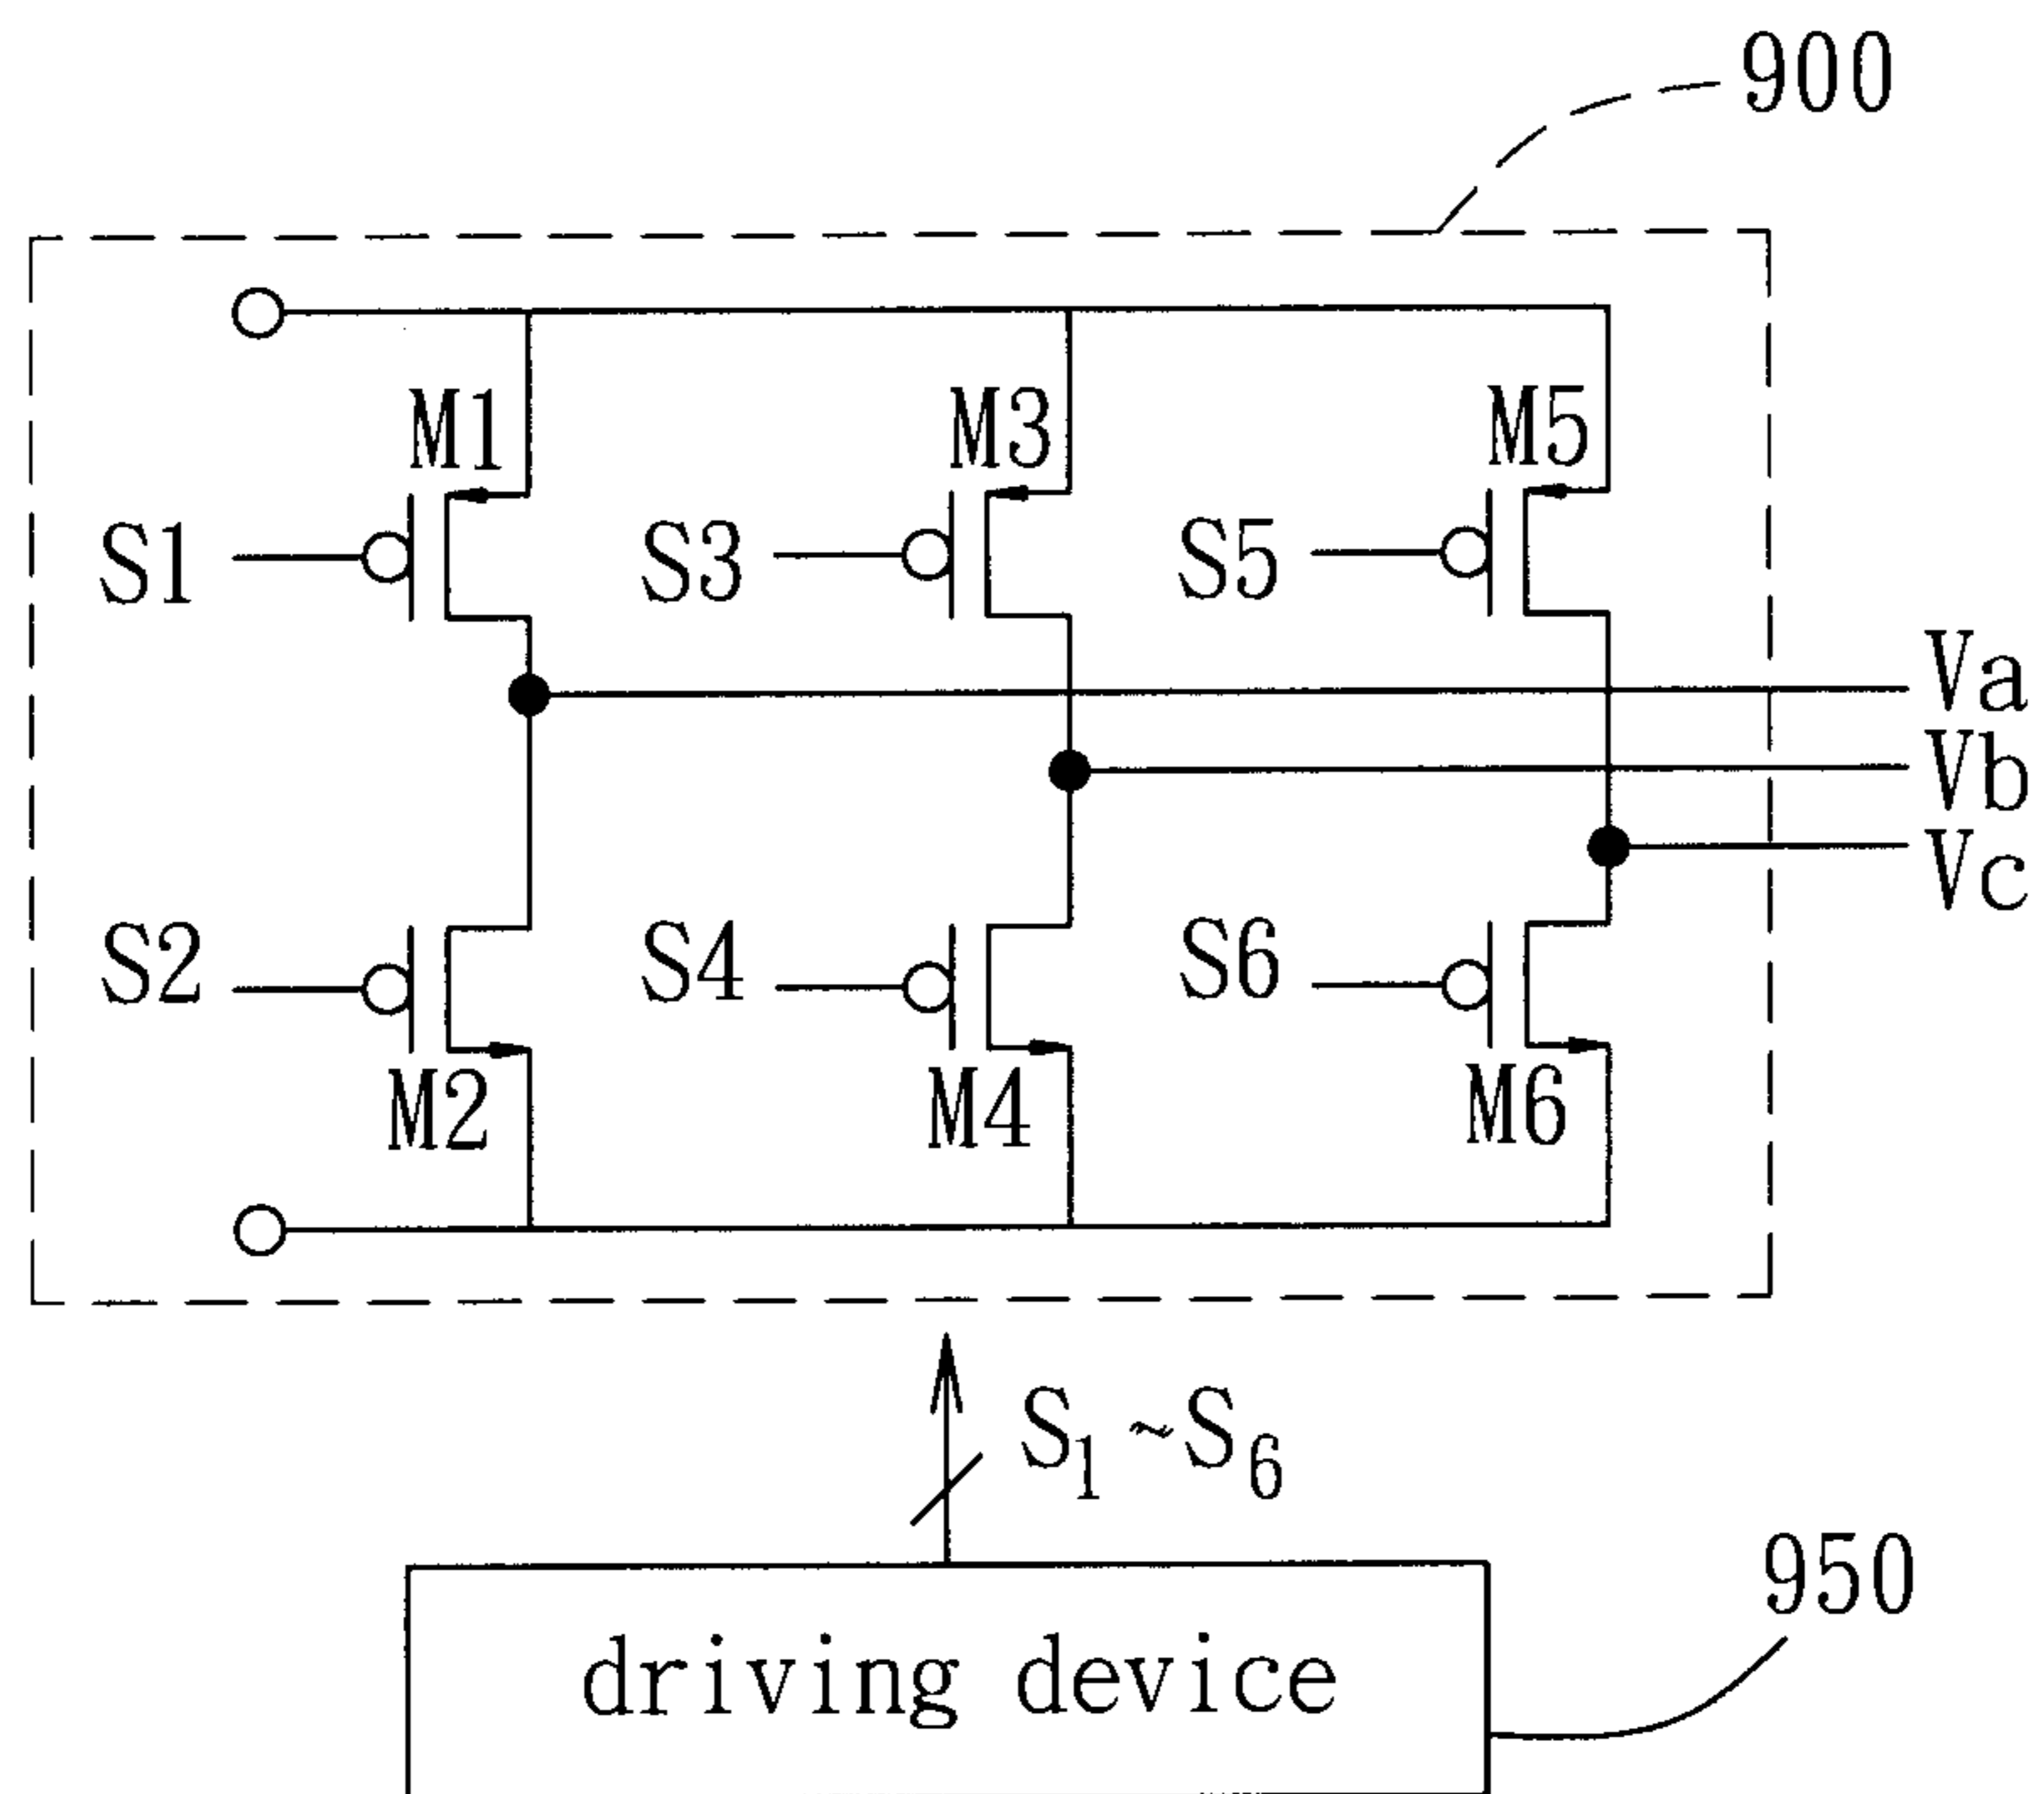 900
M1 M3 M5
S1 S3 S5
Va
Vb
Vc
S2 S4 S6
M2 M4 M6
S1 ~S6
950
driving device